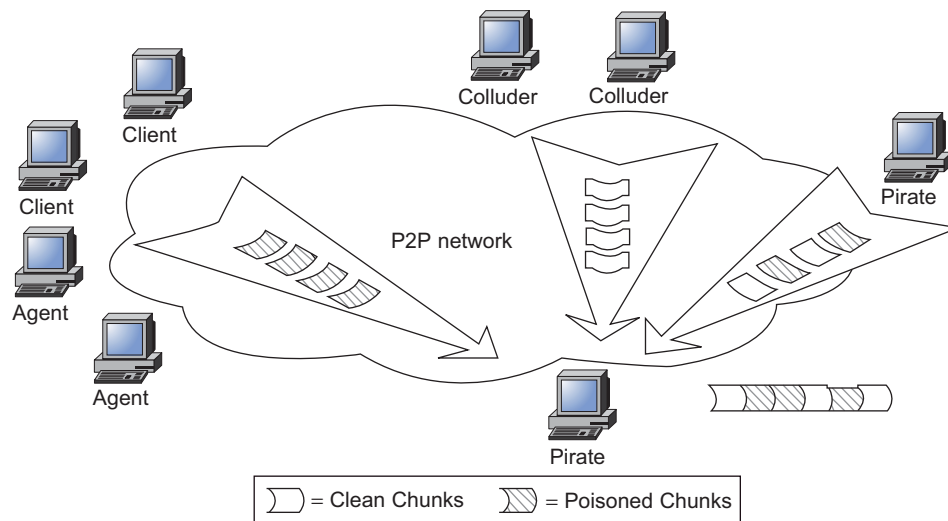 Colluder
Colluder
Client
Pirate
Client
P2P network
Agent
Agent
Pirate
= Clean Chunks
= Poisoned Chunks